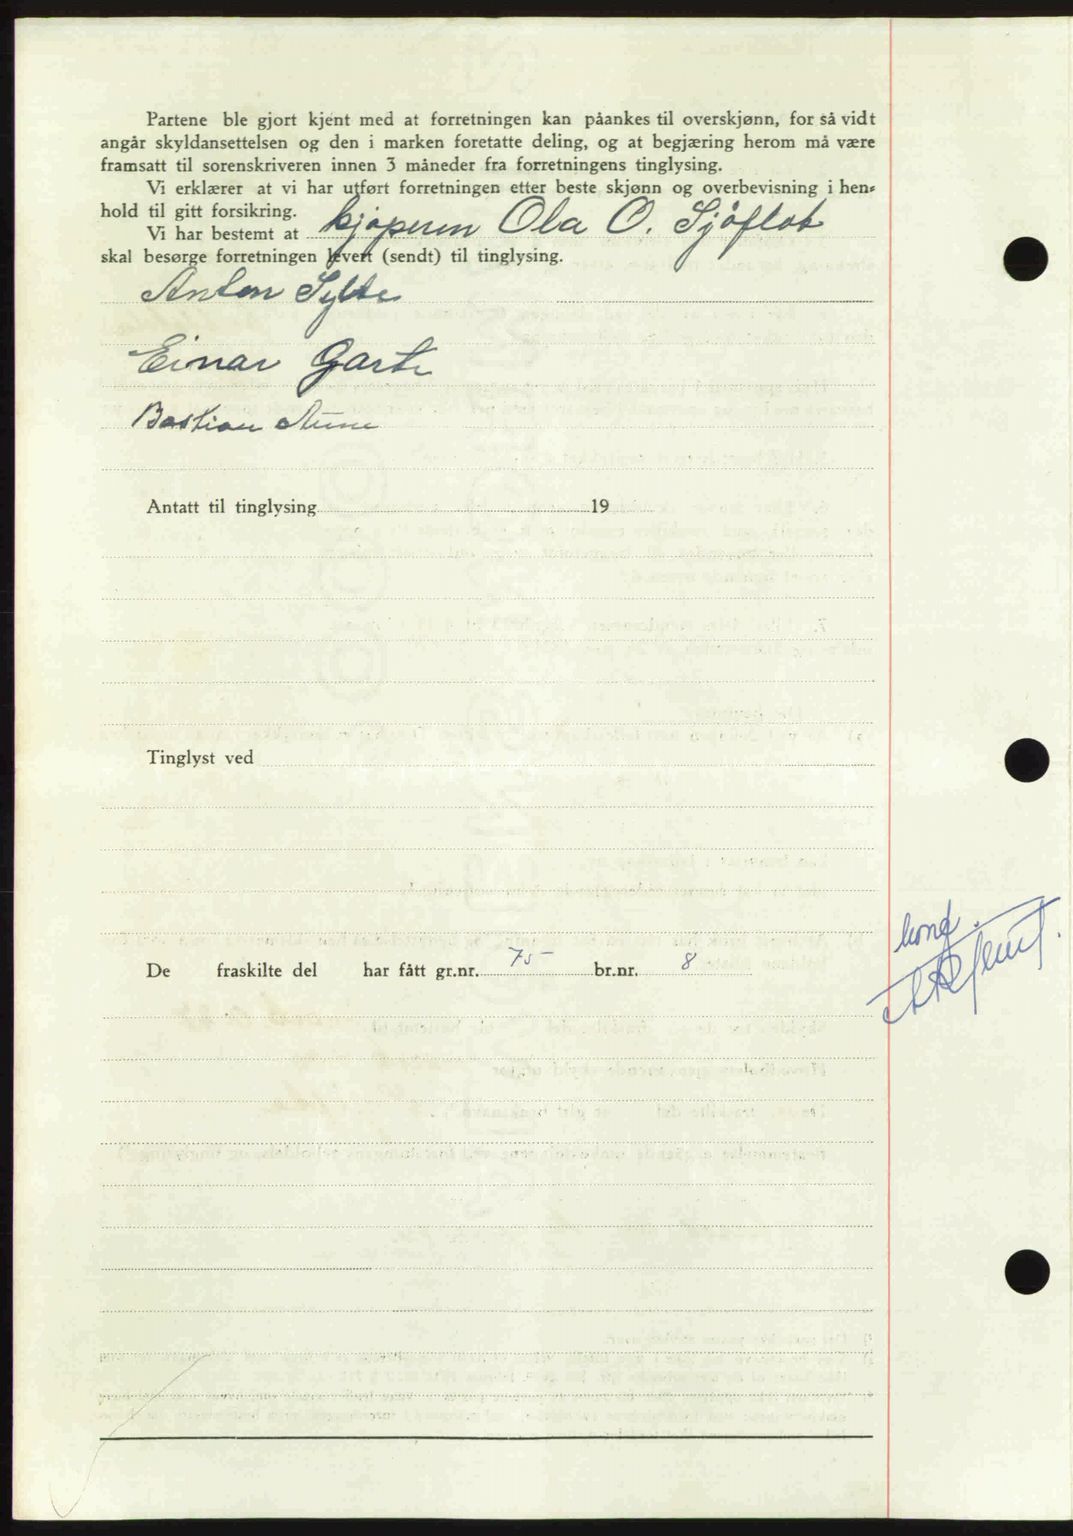 Partene ble gjort kjent med at forretningen kan påankes til overskjønn, for så vidt
angår skyldansettelsen og den i marken foretatte deling, og at begjæring herom må være
framsatt til sorenskriveren innen 3 måneder fra forretningens tinglysing.
Vi erklærer at vi har utført forretningen etter beste skjønn og overbevisning i hen-
hold til gitt forsikring.
Vi har bestemt at kjöperen Ola O. Sjöflot
skal besørge forretningen levert (sendt) til tinglysing.
Anton Sylte
Einar Garte
Bastian Aune
Antatt til tinglysing 19
Tinglyst ved
De fraskilte del har fått gr.nr. 75 br.nr. 8